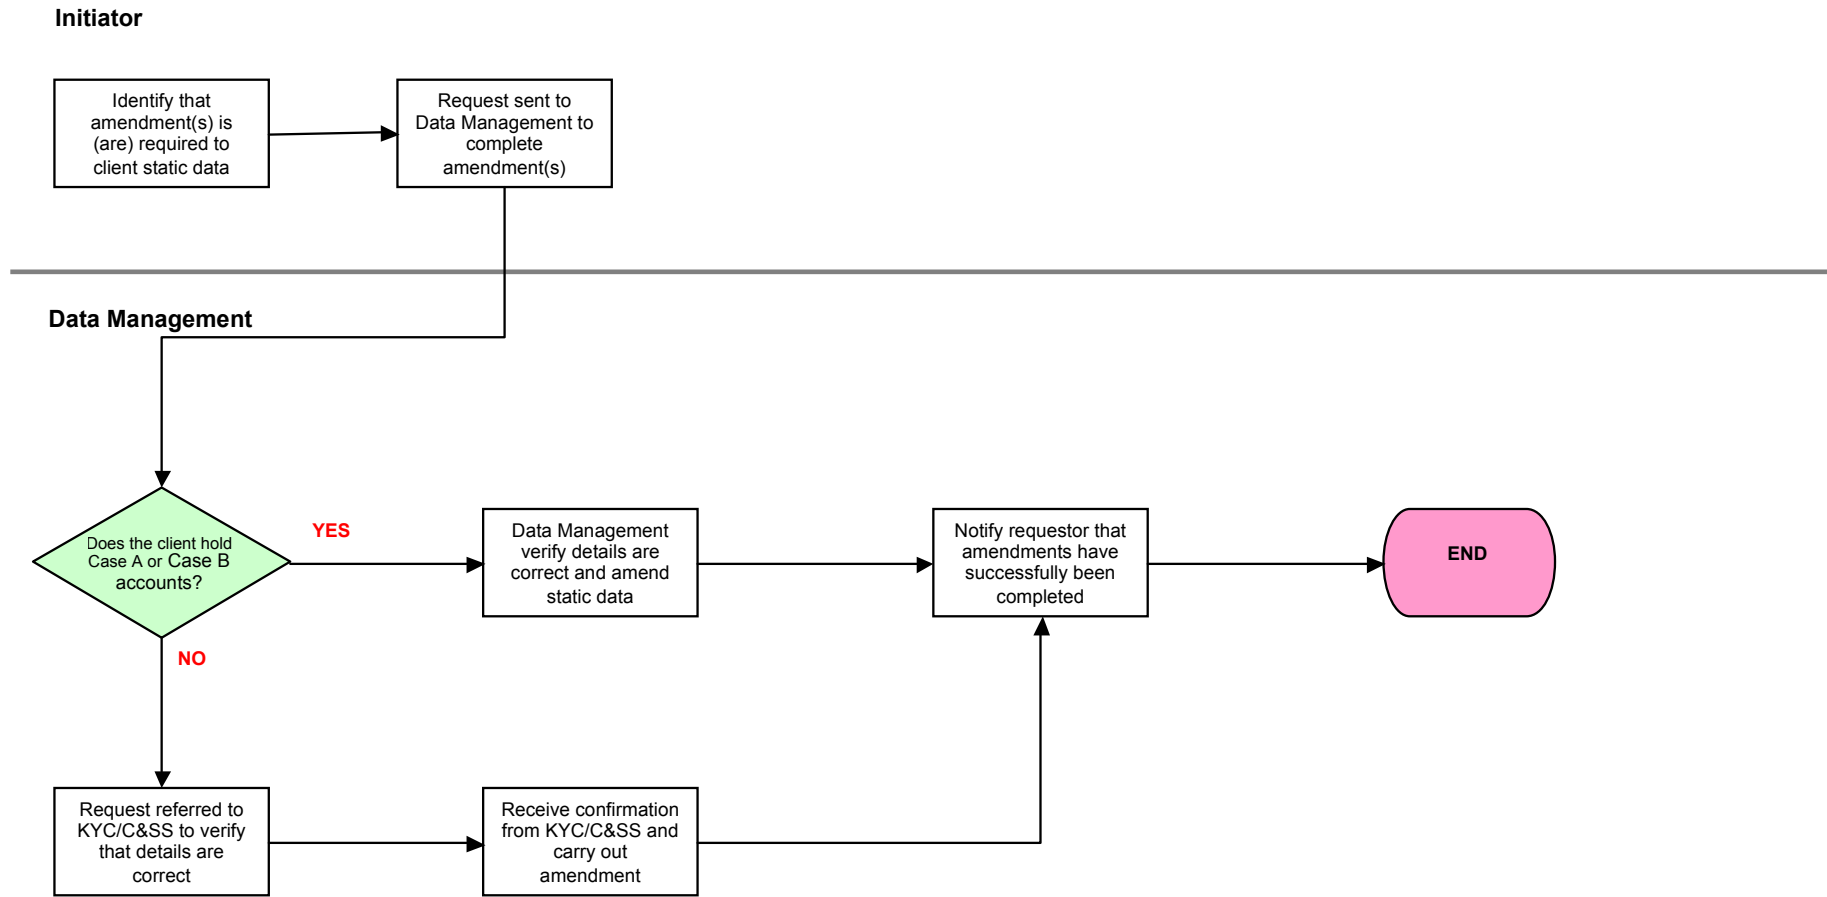 Initiator
Identify that
amendment(s) is
(are) required to
client static data
Request sent to
Data Management to
complete
amendment(s)
Data Management
Does the client hold
Case A or Case B
accounts?
YES
Data Management
verify details are
correct and amend
static data
Notify requestor that
amendments have
successfully been
completed
END
NO
Request referred to
KYC/C&SS to verify
that details are
correct
Receive confirmation
from KYC/C&SS and
carry out
amendment